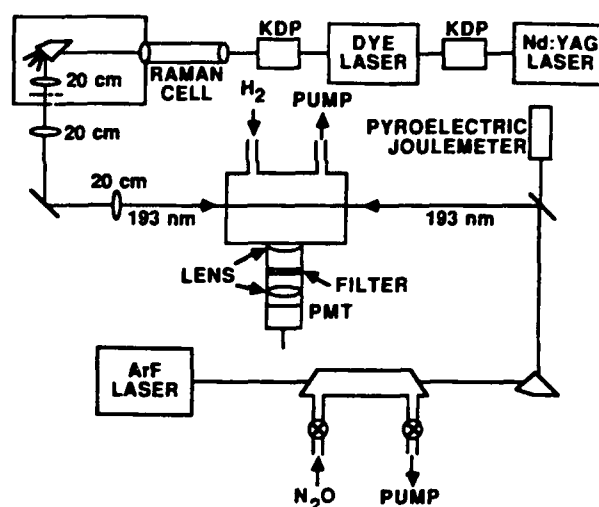 KDP
DYE
LASER
KDP
Nd:YAG
LASER
20 cm
RAMAN
CELL
H2
PUMP
20 cm
PYROELECTRIC
JOULEMETER
20 cm
193 nm
193 nm
LENS
FILTER
PMT
ArF
LASER
N2O
PUMP